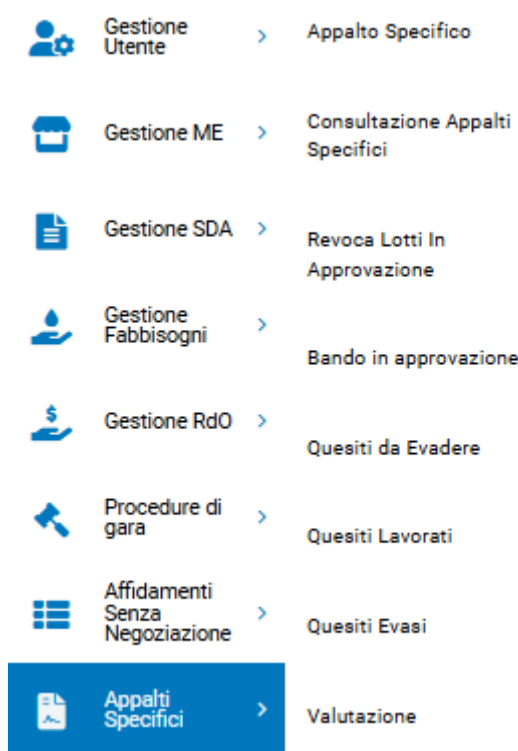 Gestione
Utente
Gestione ME
Gestione SDA
Gestione
Fabbisogni
Gestione RdO
Procedure di
gara
Affidamenti
Senza
Negoziazione
Appalti
Specifici
Appalto Specifico
Consultazione Appalti
Specifici
Revoca Lotti In
Approvazione
Bando in approvazione
Quesiti da Evadere
Quesiti Lavorati
Quesiti Evasi
Valutazione